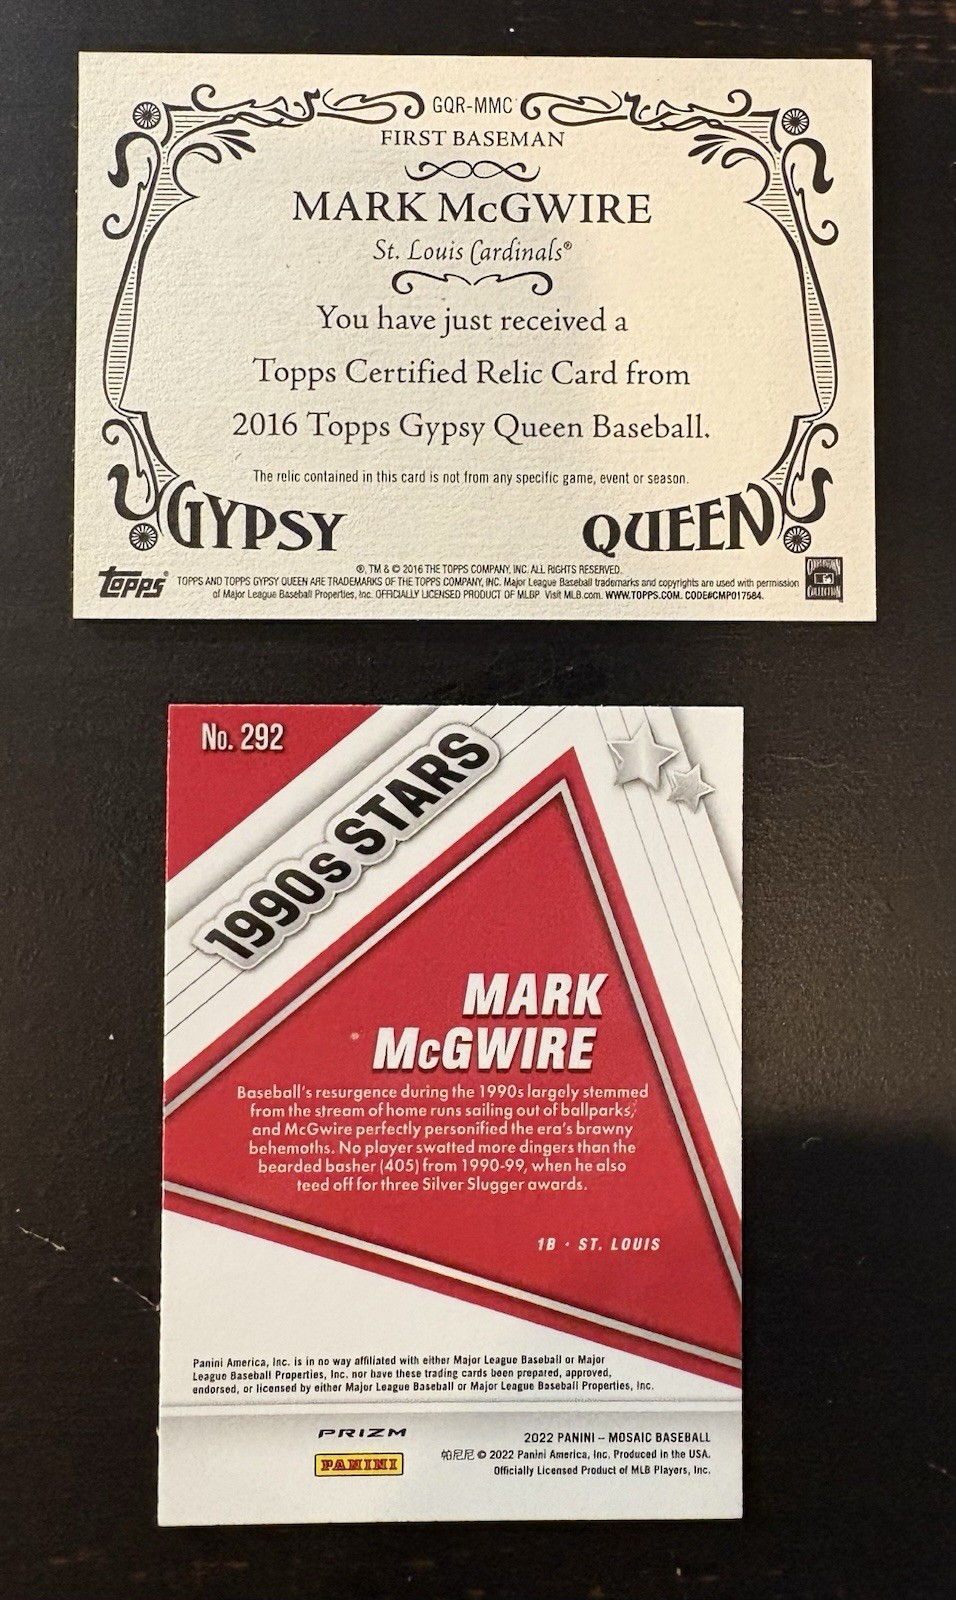 GQR-MMC
FIRST BASEMAN
MARK McGWIRE
St. Louis Cardinals®
You have just received a
Topps Certified Relic Card from
2016 Topps Gypsy Queen Baseball.
The relic contained in this card is not from any specific game, event or season.
GYPSY QUEEN
®, TM & © 2016 THE TOPPS COMPANY, INC. ALL RIGHTS RESERVED.
topps® TOPPS AND TOPPS GYPSY QUEEN ARE TRADEMARKS OF THE TOPPS COMPANY, INC. Major League Baseball trademarks and copyrights are used with permission
of Major League Baseball Properties, Inc. OFFICIALLY LICENSED PRODUCT OF MLBP Visit MLB.com. WWW.TOPPS.COM. CODE#CMP017584.
COOPERSTOWN
COLLECTION
No. 292
1990s STARS
MARK
McGWIRE
Baseball's resurgence during the 1990s largely stemmed
from the stream of home runs sailing out of ballparks,
and McGwire perfectly personified the era's brawny
behemoths. No player swatted more dingers than the
bearded basher (405) from 1990-99, when he also
teed off for three Silver Slugger awards.
1B · ST. LOUIS
Panini America, Inc. is in no way affiliated with either Major League Baseball or Major
League Baseball Properties, Inc. nor have these trading cards been prepared, approved,
endorsed, or licensed by either Major League Baseball or Major League Baseball Properties, Inc.
PRIZM
PANINI
2022 PANINI – MOSAIC BASEBALL
帕尼尼 © 2022 Panini America, Inc. Produced in the USA.
Officially Licensed Product of MLB Players, Inc.